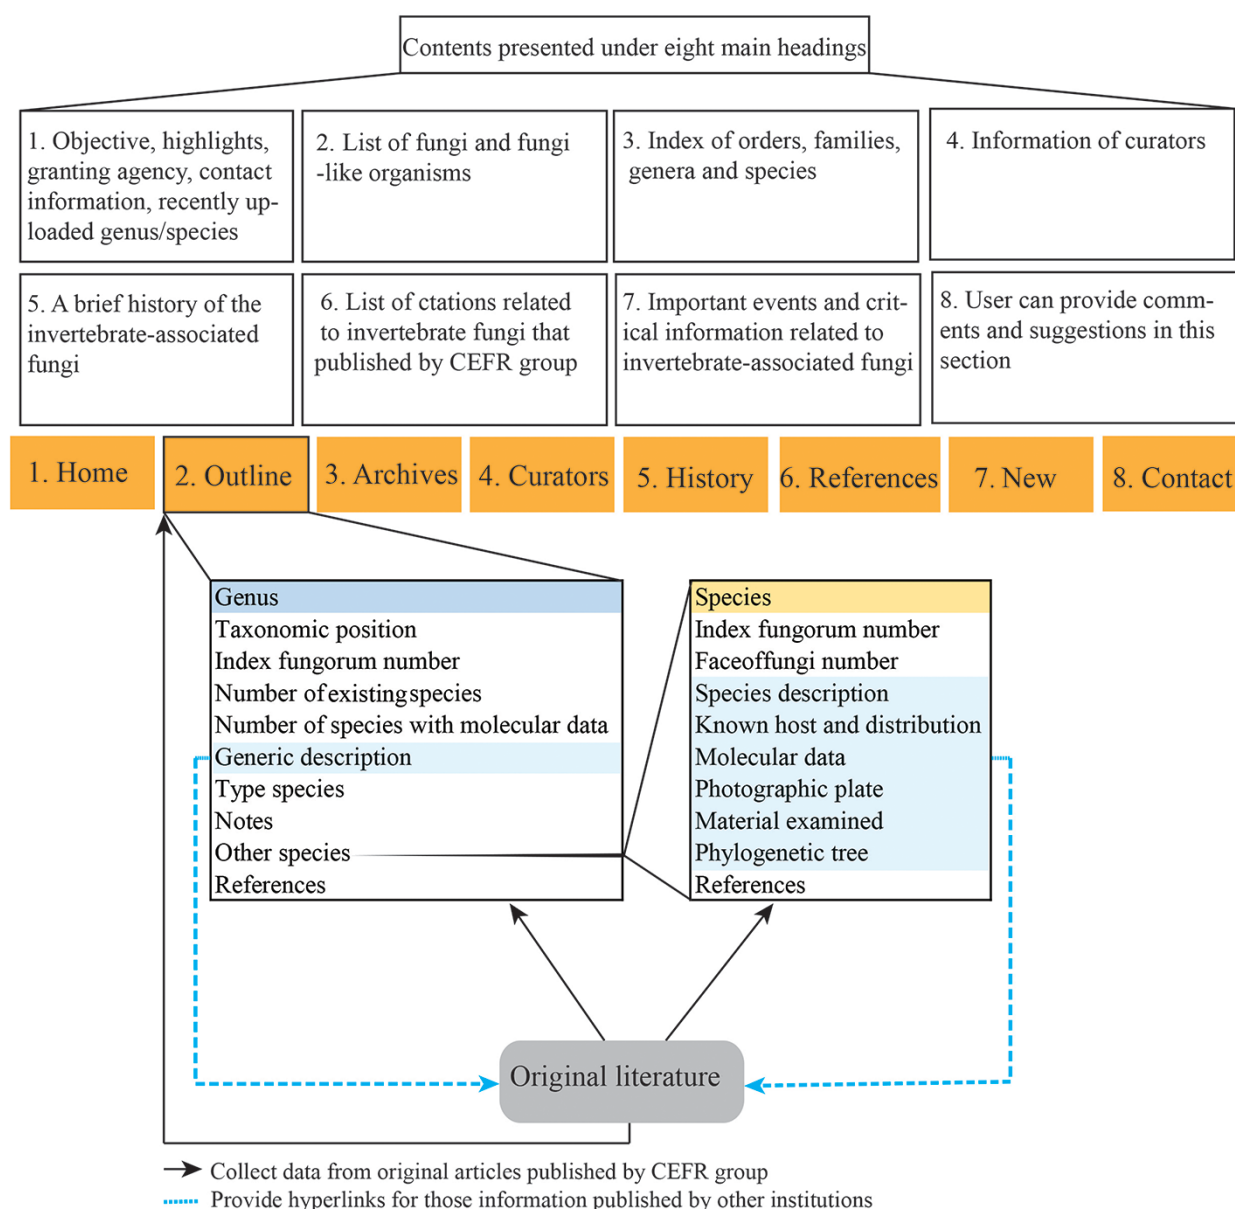 Contents presented under eight main headings
1. Objective, highlights,
granting agency, contact
information, recently up-
loaded genus/species
2. List of fungi and fungi
-like organisms
3. Index of orders, families,
genera and species
4. Information of curators
5. A brief history of the
invertebrate-associated
fungi
6. List of ctations related
to invertebrate fungi that
published by CEFR group
7. Important events and crit-
ical information related to
invertebrate-associated fungi
8. User can provide comm-
ents and suggestions in this
section
1. Home
2. Outline
3. Archives
4. Curators
5. History
6. References
7. New
8. Contact
Genus
Taxonomic position
Index fungorum number
Number of existing species
Number of species with molecular data
Generic description
Type species
Notes
Other species
References
Species
Index fungorum number
Faceoffungi number
Species description
Known host and distribution
Molecular data
Photographic plate
Material examined
Phylogenetic tree
References
Original literature
Collect data from original articles published by CEFR group
Provide hyperlinks for those information published by other institutions